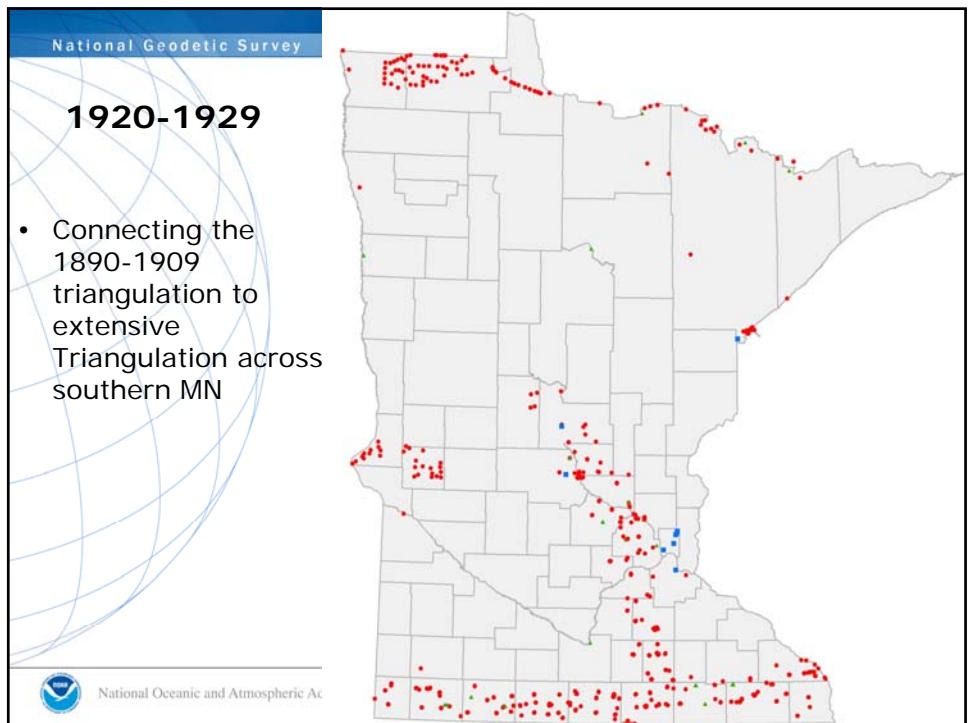 National Geodetic Survey
1920-1929
• Connecting the
1890-1909
triangulation to
extensive
Triangulation across
southern MN
NOAA
National Oceanic and Atmospheric